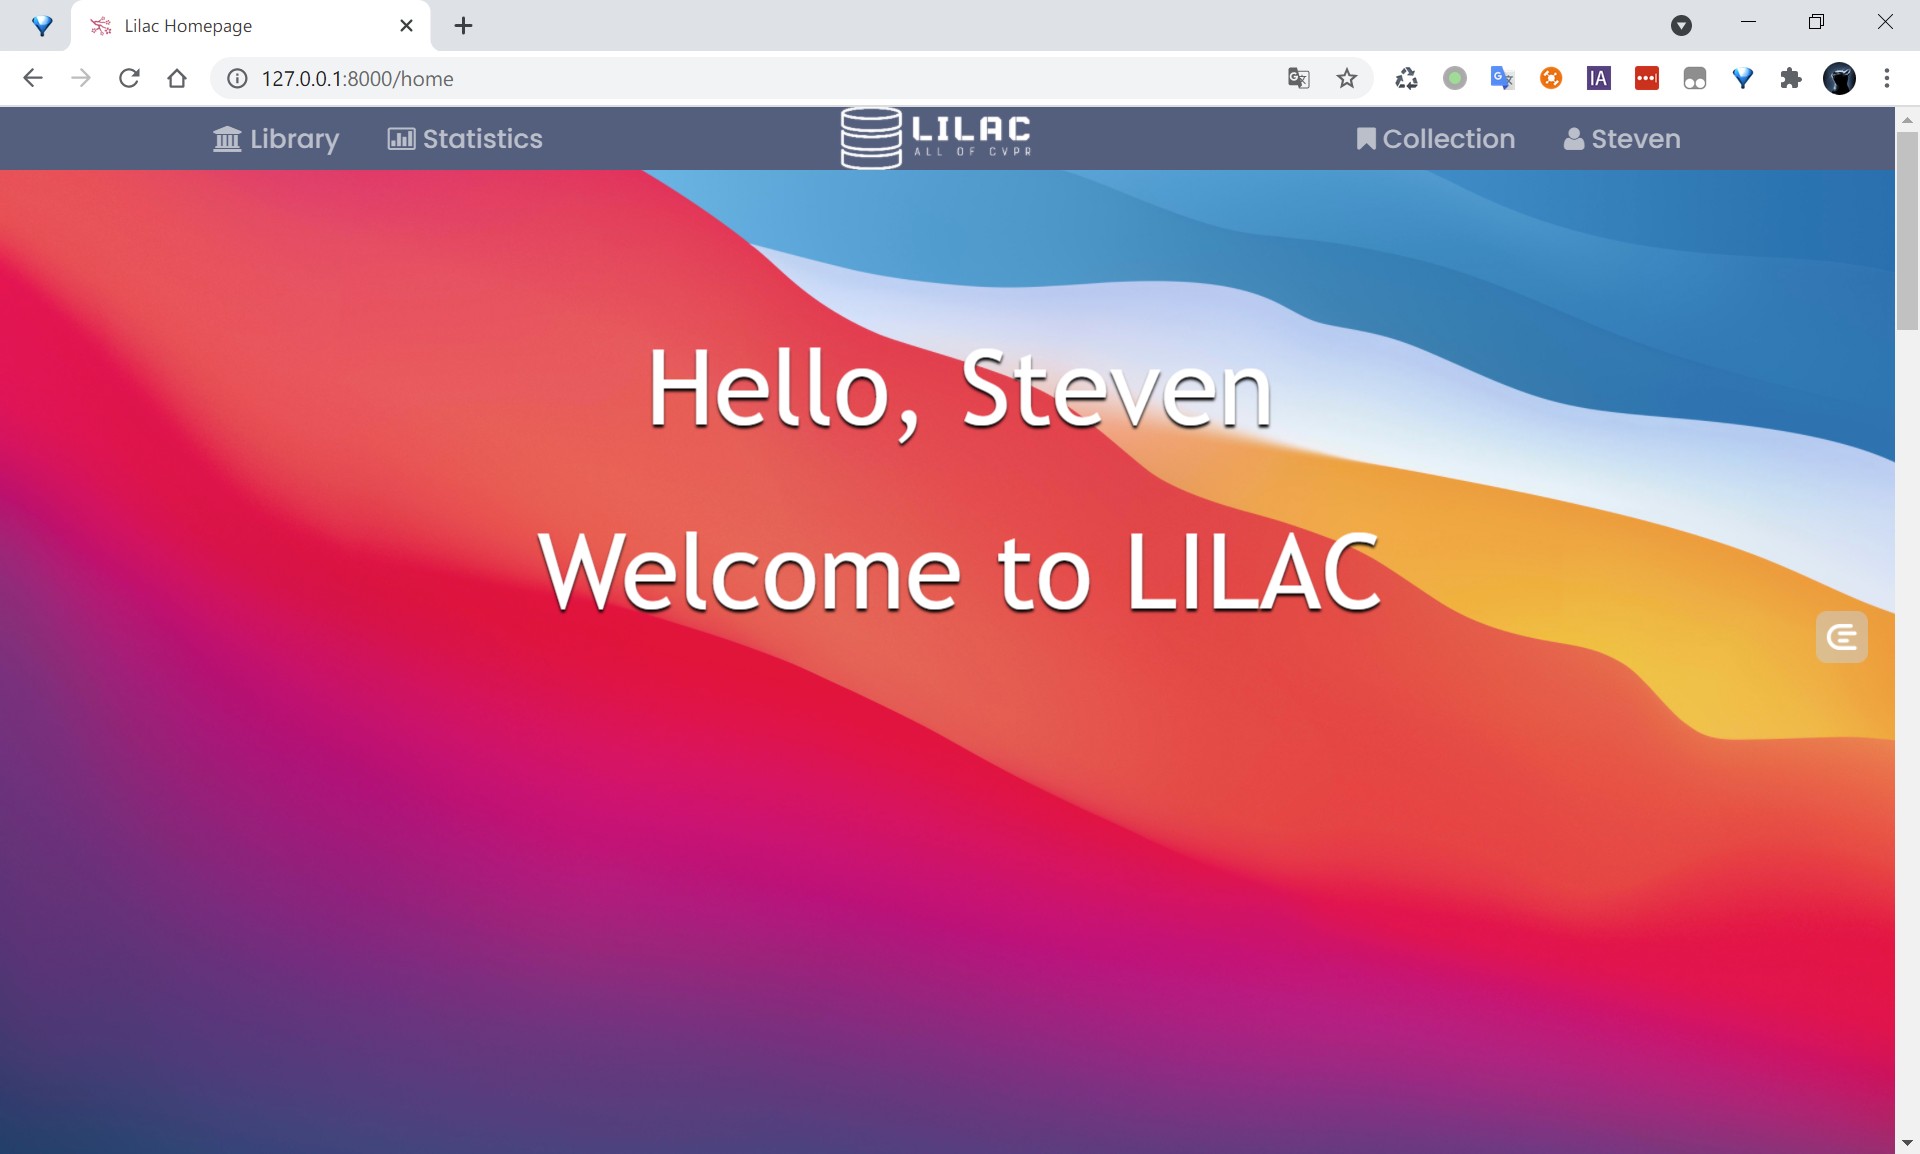 Lilac Homepage
127.0.0.1:8000/home
IA
Library
Statistics
LILAC
ALL OF CVPR
Collection
Steven
Hello, Steven
Welcome to LILAC